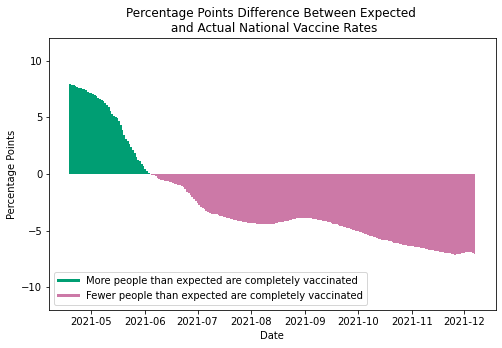 Percentage Points Difference Between Expected
and Actual National Vaccine Rates
Percentage Points
10
5
0
−5
−10
More people than expected are completely vaccinated
Fewer people than expected are completely vaccinated
2021-05 2021-06 2021-07 2021-08 2021-09 2021-10 2021-11 2021-12
Date